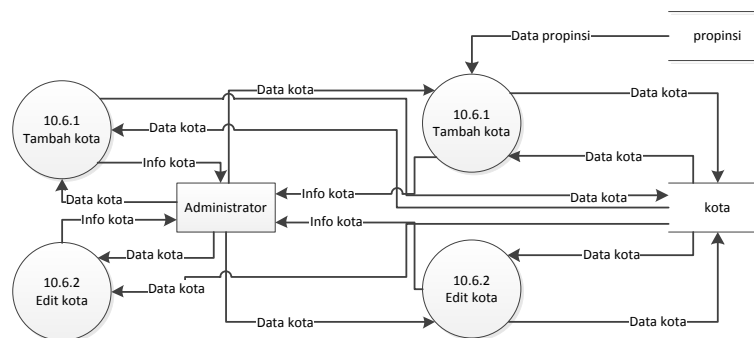 Data propinsi
propinsi
Data kota
10.6.1
Tambah kota
10.6.1
Tambah kota
Data kota
Data kota
Data kota
Info kota
Data kota
Info kota
Data kota
Administrator
Data kota
kota
Info kota
Info kota
Data kota
Data kota
10.6.2
Edit kota
Data kota
10.6.2
Edit kota
Data kota
Data kota